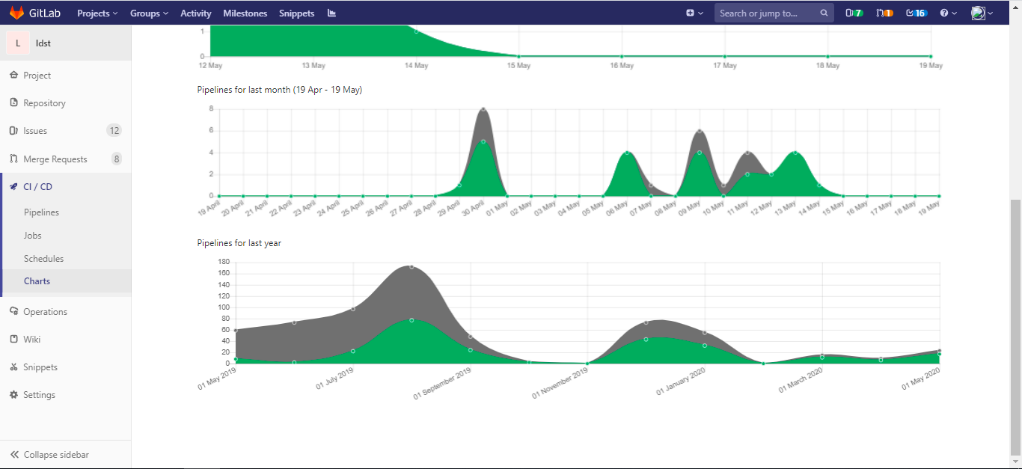 GitLab Projects Groups Activity Milestones Snippets Search or jump to... 7 1 16
L ldst
Project
Repository
Issues 12
Merge Requests 8
CI / CD
Pipelines
Jobs
Schedules
Charts
Operations
Wiki
Snippets
Settings
Collapse sidebar
1
0
12 May 13 May 14 May 15 May 16 May 17 May 18 May 19 May
Pipelines for last month (19 Apr - 19 May)
8
6
4
2
0
19 April 20 April 21 April 22 April 23 April 24 April 25 April 26 April 27 April 28 April 29 April 30 April 01 May 02 May 03 May 04 May 05 May 06 May 07 May 08 May 09 May 10 May 11 May 12 May 13 May 14 May 15 May 16 May 17 May 18 May 19 May
Pipelines for last year
180
160
140
120
100
80
60
40
20
0
01 May 2019 01 July 2019 01 September 2019 01 November 2019 01 January 2020 01 March 2020 01 May 2020